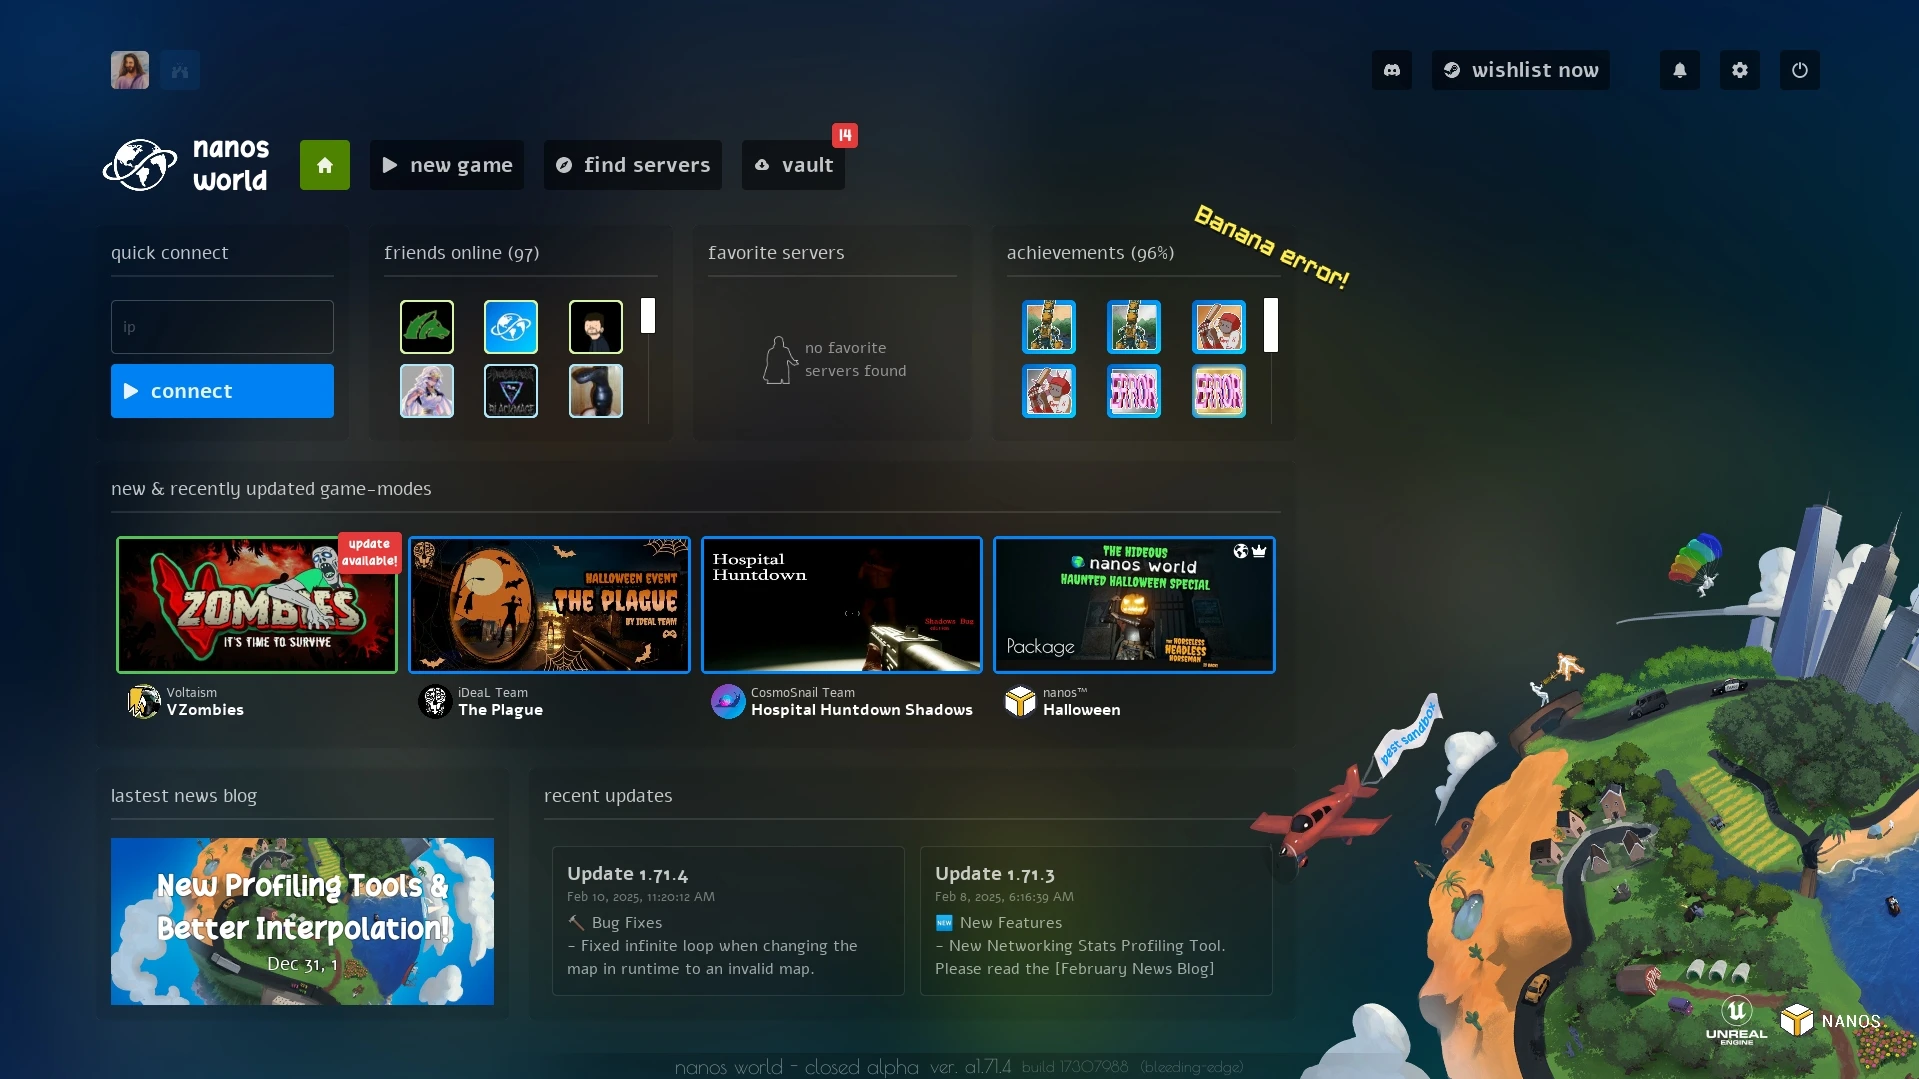 wishlist now
nanos
world
new game
find servers
vault
14
Banana error!
quick connect
ip
connect
friends online (97)
favorite servers
no favorite
servers found
achievements (96%)
ERROR
ERROR
new & recently updated game-modes
update
available!
VZOMBIES
IT'S TIME TO SURVIVE
Voltaism
VZombies
HALLOWEEN EVENT
THE PLAGUE
BY IDEAL TEAM
iDeaL Team
The Plague
Hospital
Huntdown
Shadows Dug
CosmoSnail Team
Hospital Huntdown Shadows
THE HIDEOUS
nanos world
HAUNTED HALLOWEEN SPECIAL
Package
THE HORSELESS
HEADLESS
HORSEMAN
nanos™
Halloween
best sandbox
lastest news blog
New Profiling Tools &
Better Interpolation!
Dec 31, 1
recent updates
Update 1.71.4
Feb 10, 2025, 11:20:12 AM
🔨 Bug Fixes
- Fixed infinite loop when changing the
map in runtime to an invalid map.
Update 1.71.3
Feb 8, 2025, 6:16:39 AM
🆕 New Features
- New Networking Stats Profiling Tool.
Please read the [February News Blog]
UNREAL
ENGINE
NANOS
nanos world - closed alpha ver. a1.71.4 build 17307988 (bleeding-edge)